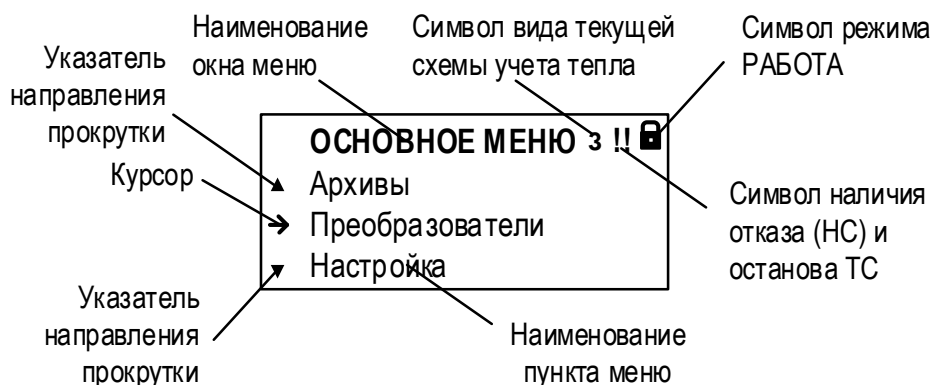 Наименование
окна меню
Символ вида текущей
схемы учета тепла
Символ режима
РАБОТА
Указатель
направления
прокрутки
Курсор
ОСНОВНОЕ МЕНЮ 3 !!
Архивы
Преобразователи
Настройка
Символ наличия
отказа (НС) и
останова ТС
Указатель
направления
прокрутки
Наименование
пункта меню